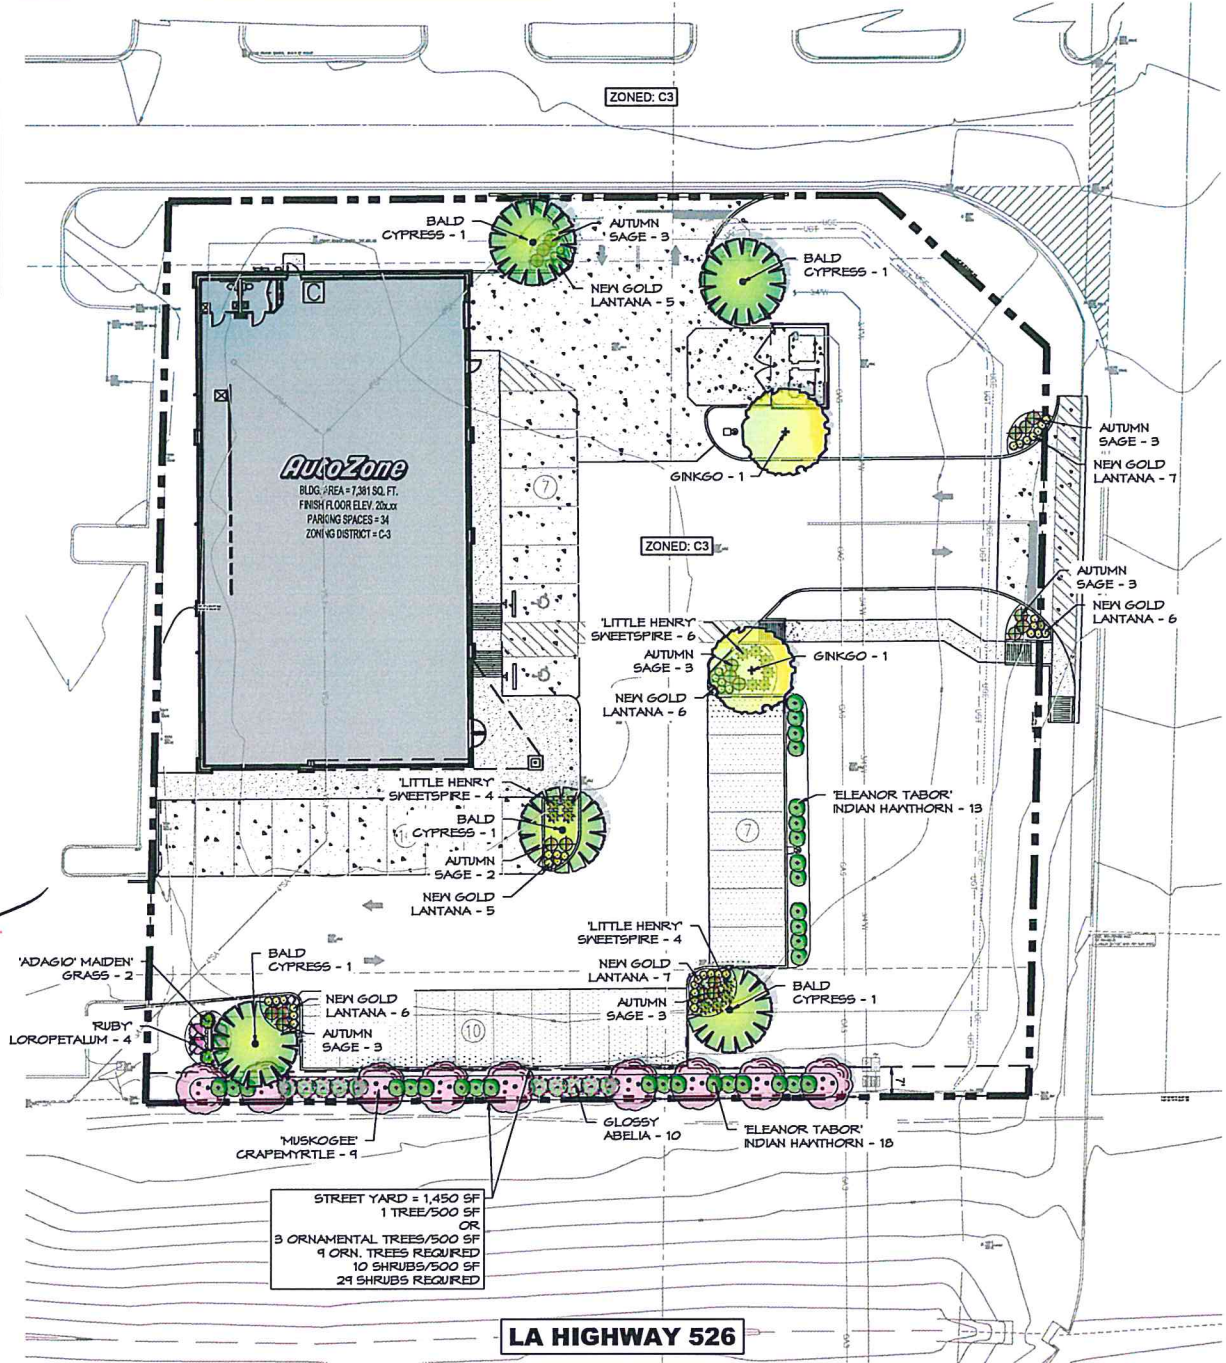 ZONED: C3
BALD
CYPRESS - 1
AUTUMN
SAGE - 3
NEW GOLD
LANTANA - 5
BALD
CYPRESS - 1
C
AutoZone
BLDG. AREA = 7,381 SQ. FT.
FINISH FLOOR ELEV. 20x.xx
PARKING SPACES = 34
ZONING DISTRICT = C-3
7
GINKGO - 1
AUTUMN
SAGE - 3
NEW GOLD
LANTANA - 7
ZONED: C3
AUTUMN
SAGE - 3
NEW GOLD
LANTANA - 6
'LITTLE HENRY'
SWEETSPIRE - 6
AUTUMN
SAGE - 3
NEW GOLD
LANTANA - 6
GINKGO - 1
'LITTLE HENRY'
SWEETSPIRE - 4
BALD
CYPRESS - 1
AUTUMN
SAGE - 2
NEW GOLD
LANTANA - 5
'ELEANOR TABOR'
INDIAN HAWTHORN - 13
7
'LITTLE HENRY'
SWEETSPIRE - 4
NEW GOLD
LANTANA - 7
AUTUMN
SAGE - 3
BALD
CYPRESS - 1
'ADAGIO' MAIDEN
GRASS - 2
BALD
CYPRESS - 1
NEW GOLD
LANTANA - 6
'RUBY'
LOROPETALUM - 4
AUTUMN
SAGE - 3
10
7'
'MUSKOGEE'
CRAPEMYRTLE - 9
GLOSSY
ABELIA - 10
'ELEANOR TABOR'
INDIAN HAWTHORN - 18
STREET YARD = 1,450 SF
1 TREE/500 SF
OR
3 ORNAMENTAL TREES/500 SF
9 ORN. TREES REQUIRED
10 SHRUBS/500 SF
29 SHRUBS REQUIRED
LA HIGHWAY 526